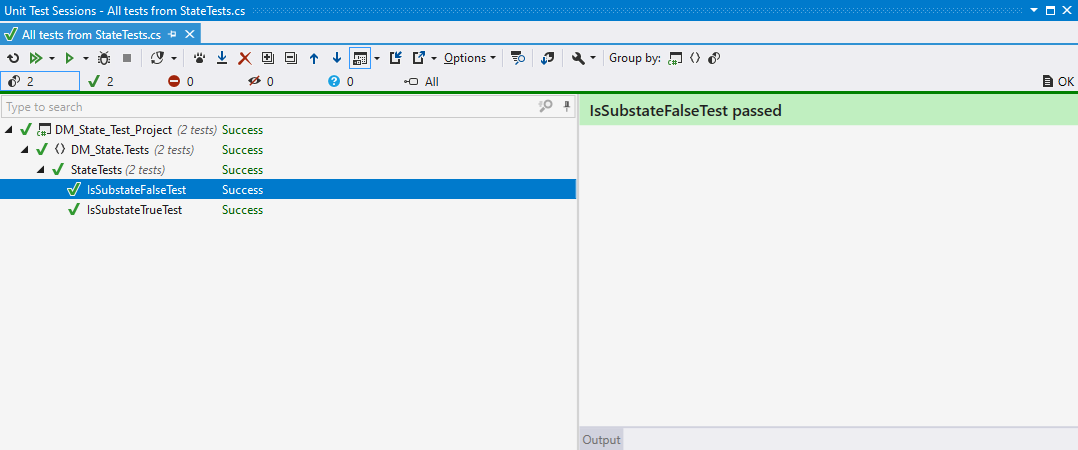 Unit Test Sessions - All tests from StateTests.cs
All tests from StateTests.cs
Options Group by:
2 2 0 0 0 All OK
Type to search
IsSubstateFalseTest passed
DM_State_Test_Project (2 tests) Success
DM_State.Tests (2 tests) Success
StateTests (2 tests) Success
IsSubstateFalseTest Success
IsSubstateTrueTest Success
Output